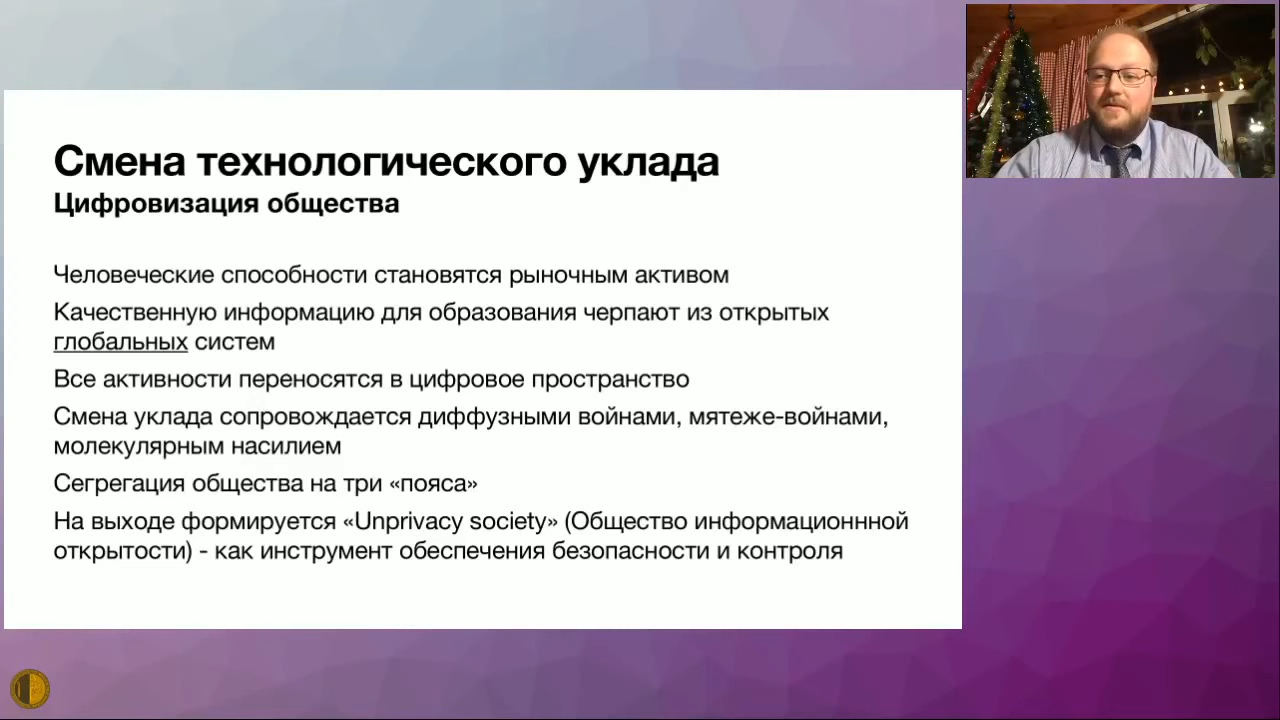 Смена технологического уклада
Цифровизация общества
Человеческие способности становятся рыночным активом
Качественную информацию для образования черпают из открытых
глобальных систем
Все активности переносятся в цифровое пространство
Смена уклада сопровождается диффузными войнами, мятеже-войнами,
молекулярным насилием
Сегрегация общества на три «пояса»
На выходе формируется «Unprivacy society» (Общество информационнной
открытости) - как инструмент обеспечения безопасности и контроля